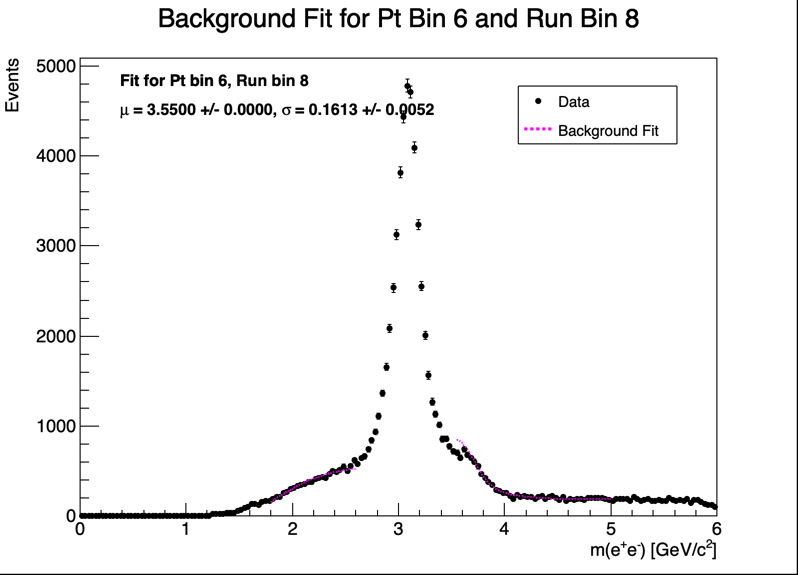 Background Fit for Pt Bin 6 and Run Bin 8
Events
5000
4000
3000
2000
1000
0
Fit for Pt bin 6, Run bin 8
μ = 3.5500 +/- 0.0000, σ = 0.1613 +/- 0.0052
Data
Background Fit
0 1 2 3 4 5 6
m(e⁺e⁻) [GeV/c²]